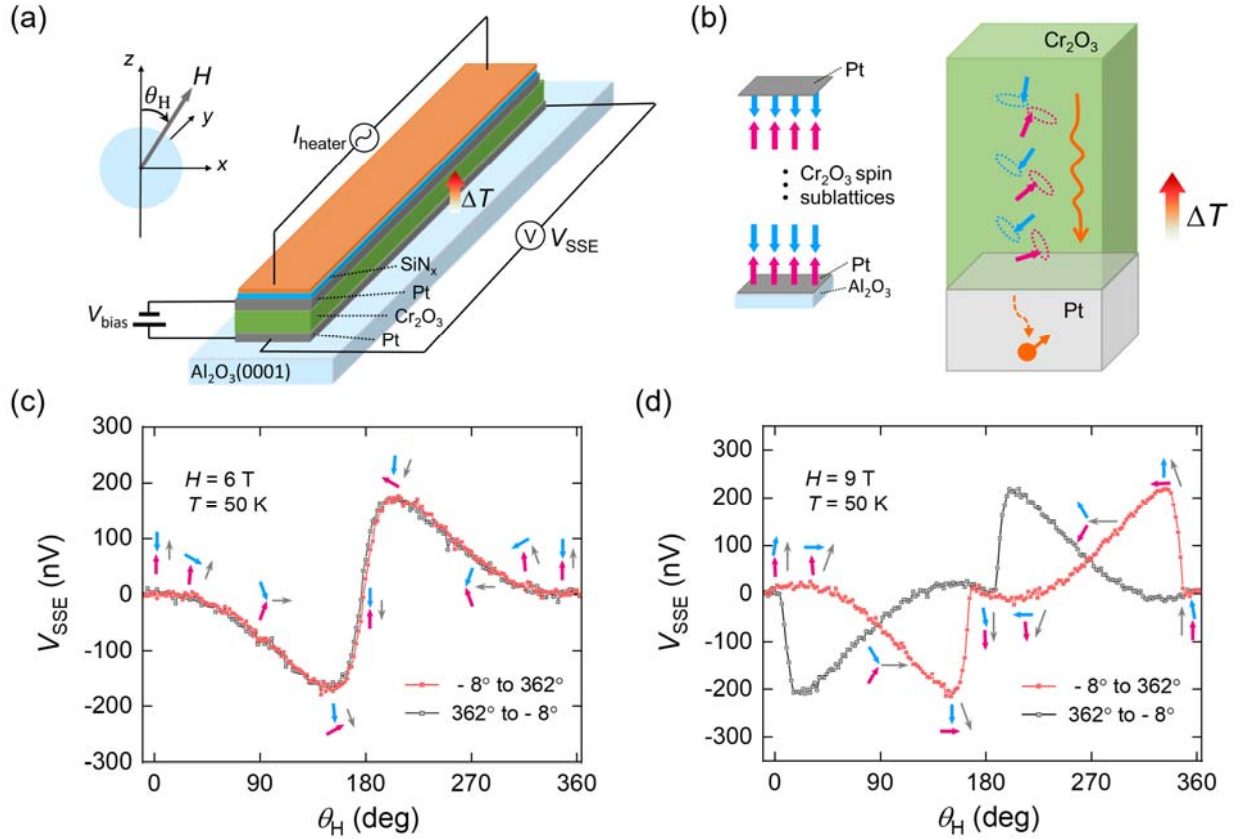 (a)
z
H
θH
y
x
Iheater
ΔT
V
VSSE
SiNx
Pt
Cr2O3
Pt
Vbias
Al2O3(0001)
(b)
Pt
Cr2O3 spin
sublattices
Pt
Al2O3
Cr2O3
ΔT
Pt
(c)
VSSE (nV)
300
200
100
0
-100
-200
-300
H = 6 T
T = 50 K
- 8° to 362°
362° to - 8°
0 90 180 270 360
θH (deg)
(d)
VSSE (nV)
300
200
100
0
-100
-200
-300
H = 9 T
T = 50 K
- 8° to 362°
362° to - 8°
0 90 180 270 360
θH (deg)